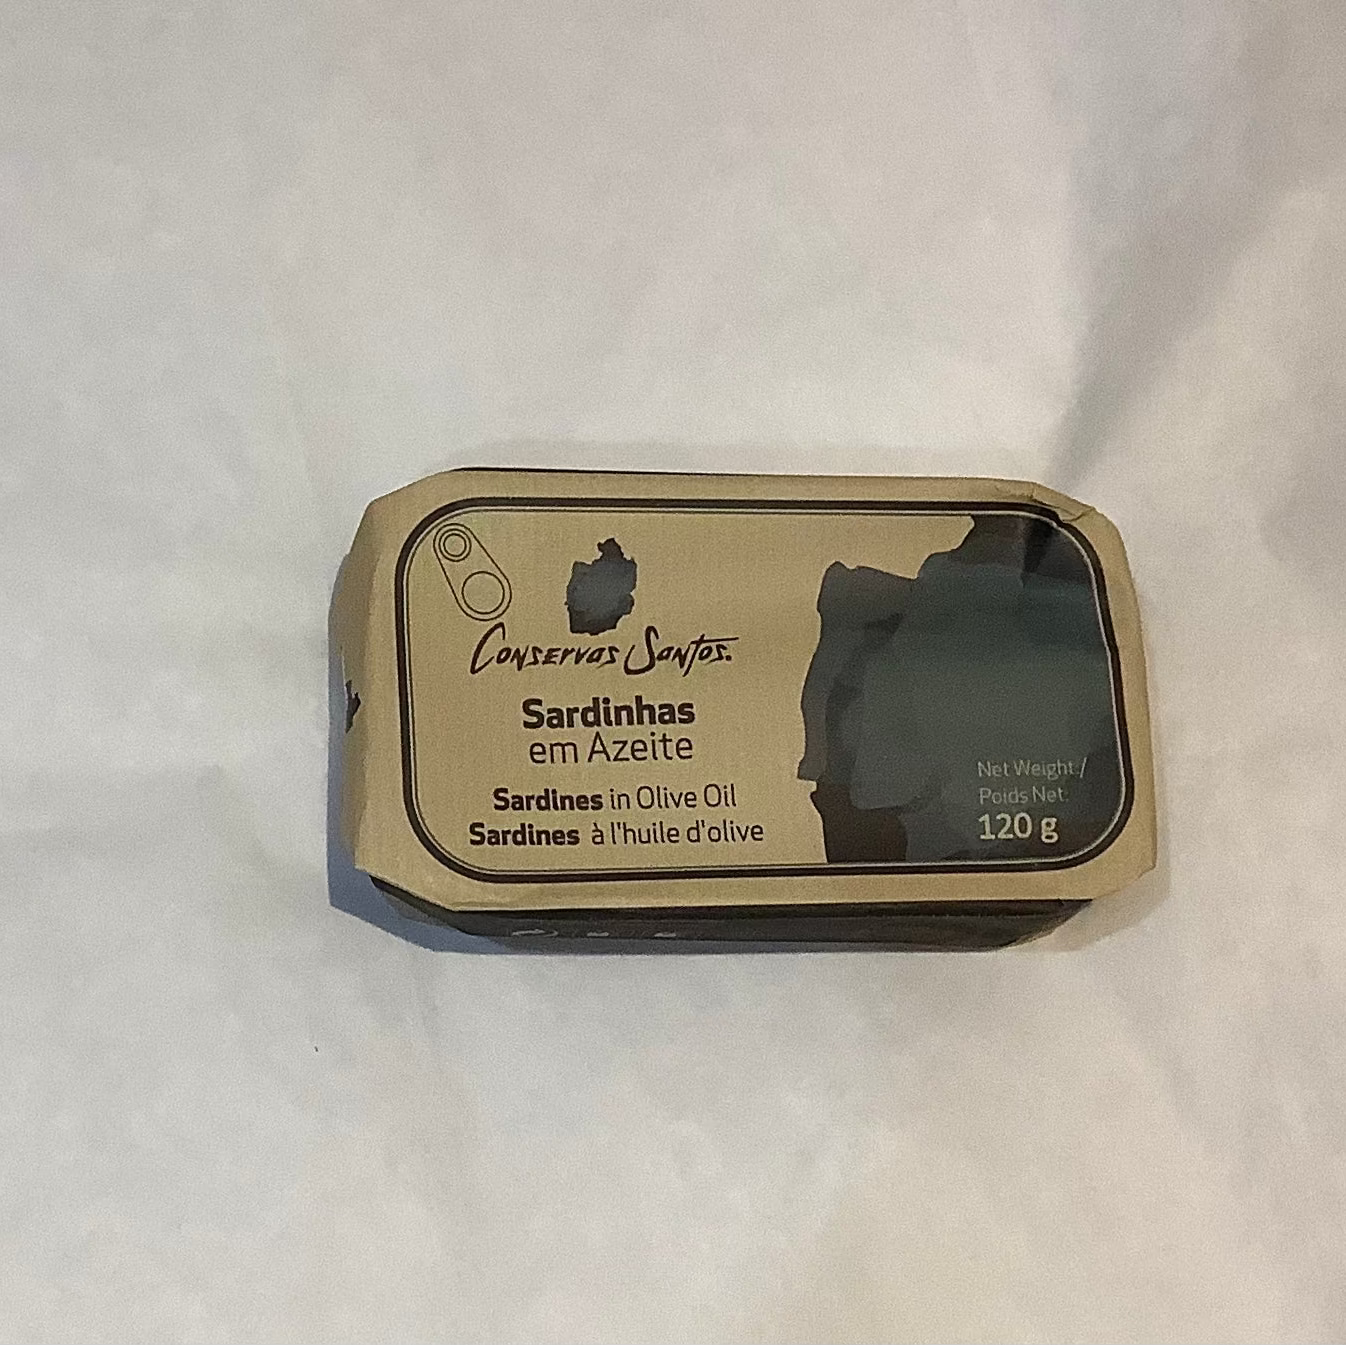 Conservas Santos.
Sardinhas
em Azeite
Sardines in Olive Oil
Sardines à l'huile d'olive
Net Weight./
Poids Net:
120 g